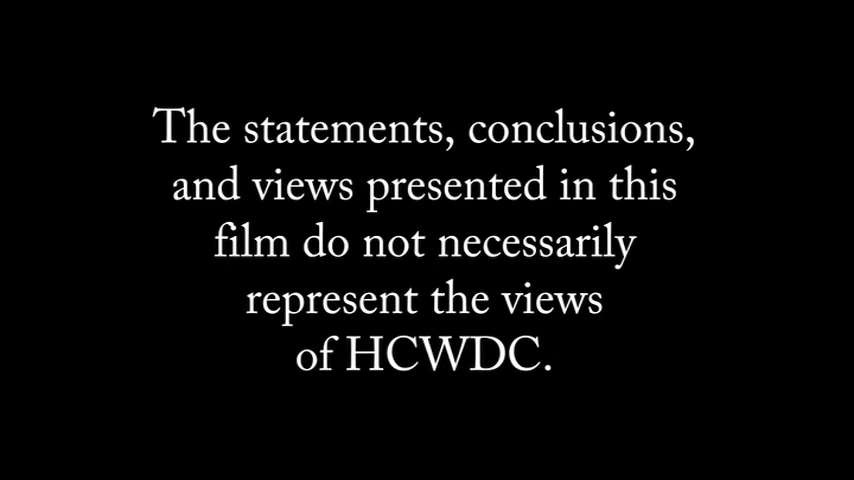 The statements, conclusions,
and views presented in this
film do not necessarily
represent the views
of HCWDC.